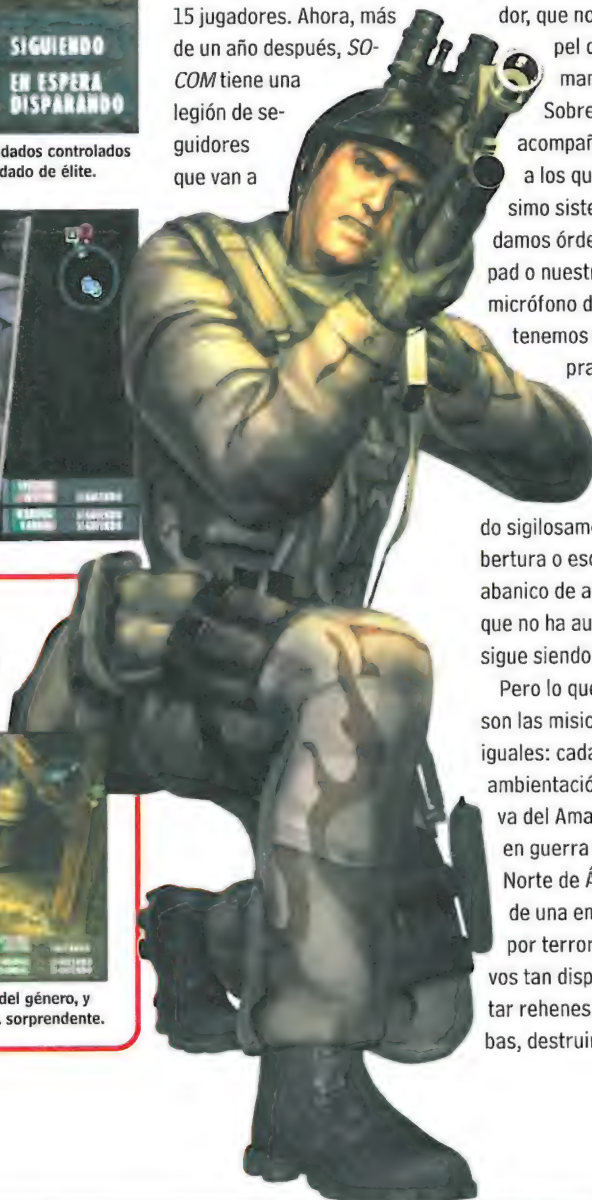 SIGUIENDO
EN ESPERA
DISPARANDO
dados controlados
dado de élite.
del género, y
sorprendente.
15 jugadores. Ahora, más
de un año después, SO-
COM tiene una
legión de se-
guidores
que van a
dor, que no
pel d
man
Sobre
acompañ
a los qu
simo siste
damos órde
pad o nuestr
micrófono d
tenemos
pra
do sigilosame
bertura o esc
abanico de a
que no ha au
sigue siendo
Pero lo que
son las misio
iguales: cada
ambientació
va del Ama
en guerra
Norte de Á
de una em
por terror
vos tan disp
tar rehenes
bas, destruir